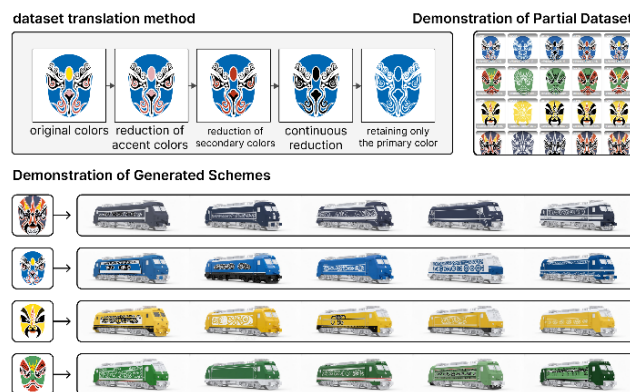 dataset translation method
Demonstration of Partial Dataset
original colors
reduction of
accent colors
reduction of
secondary colors
continuous
reduction
retaining only
the primary color
Demonstration of Generated Schemes